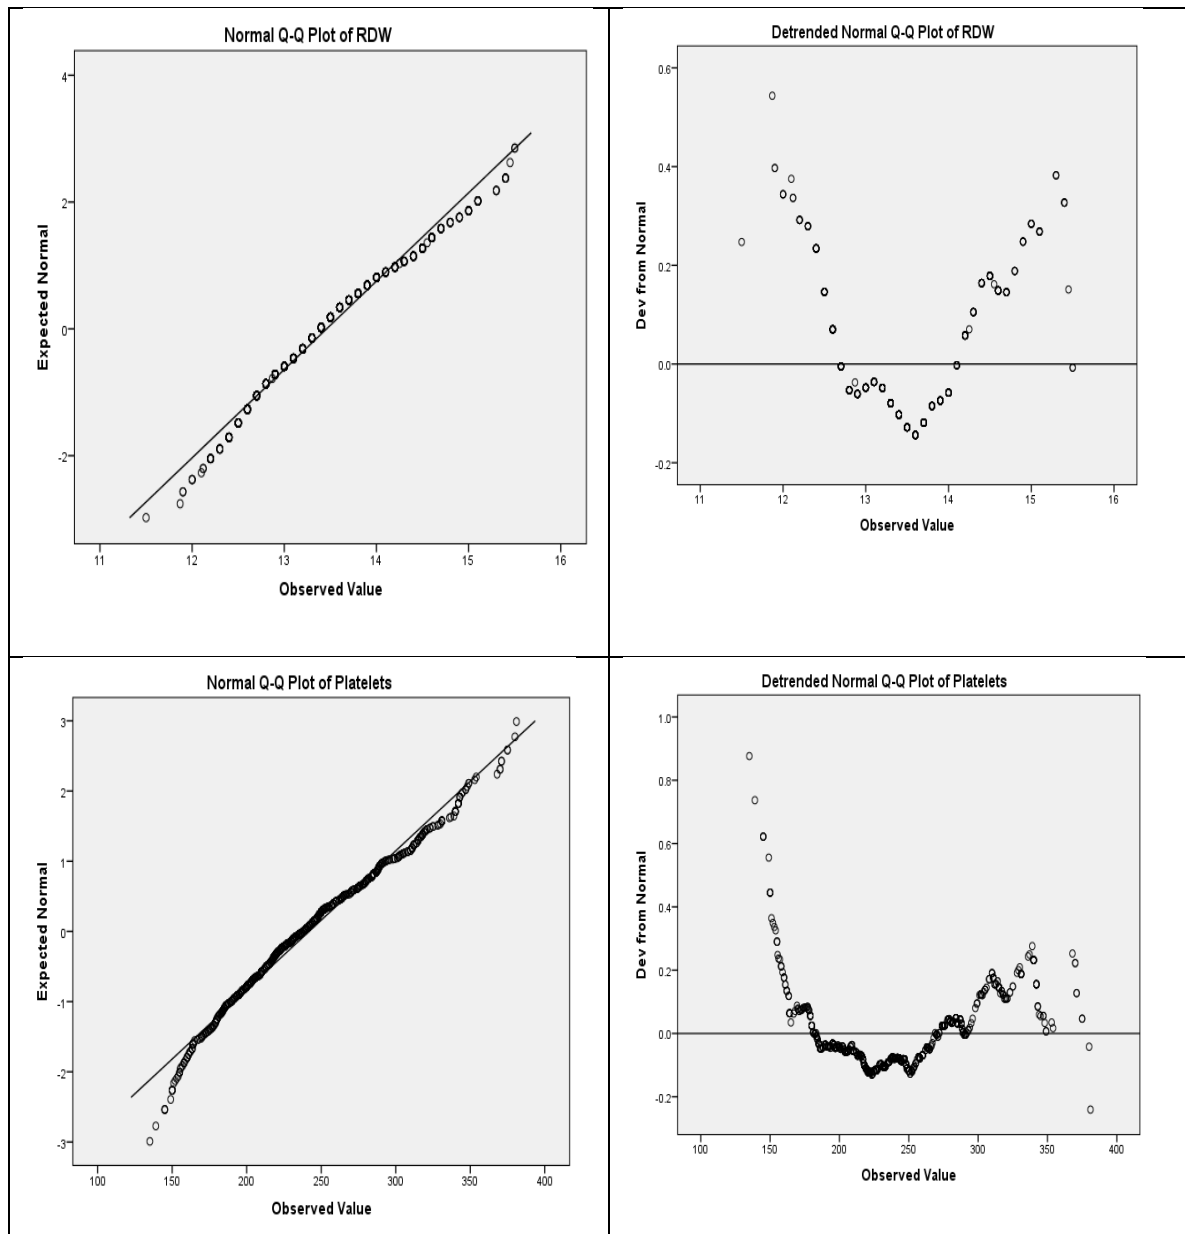 Normal Q-Q Plot of RDW
4
2
0
-2
Expected Normal
11 12 13 14 15 16
Observed Value
Detrended Normal Q-Q Plot of RDW
0.6
0.4
0.2
0.0
-0.2
Dev from Normal
11 12 13 14 15 16
Observed Value
Normal Q-Q Plot of Platelets
3
2
1
0
-1
-2
-3
Expected Normal
100 150 200 250 300 350 400
Observed Value
Detrended Normal Q-Q Plot of Platelets
1.0
0.8
0.6
0.4
0.2
0.0
-0.2
Dev from Normal
100 150 200 250 300 350 400
Observed Value